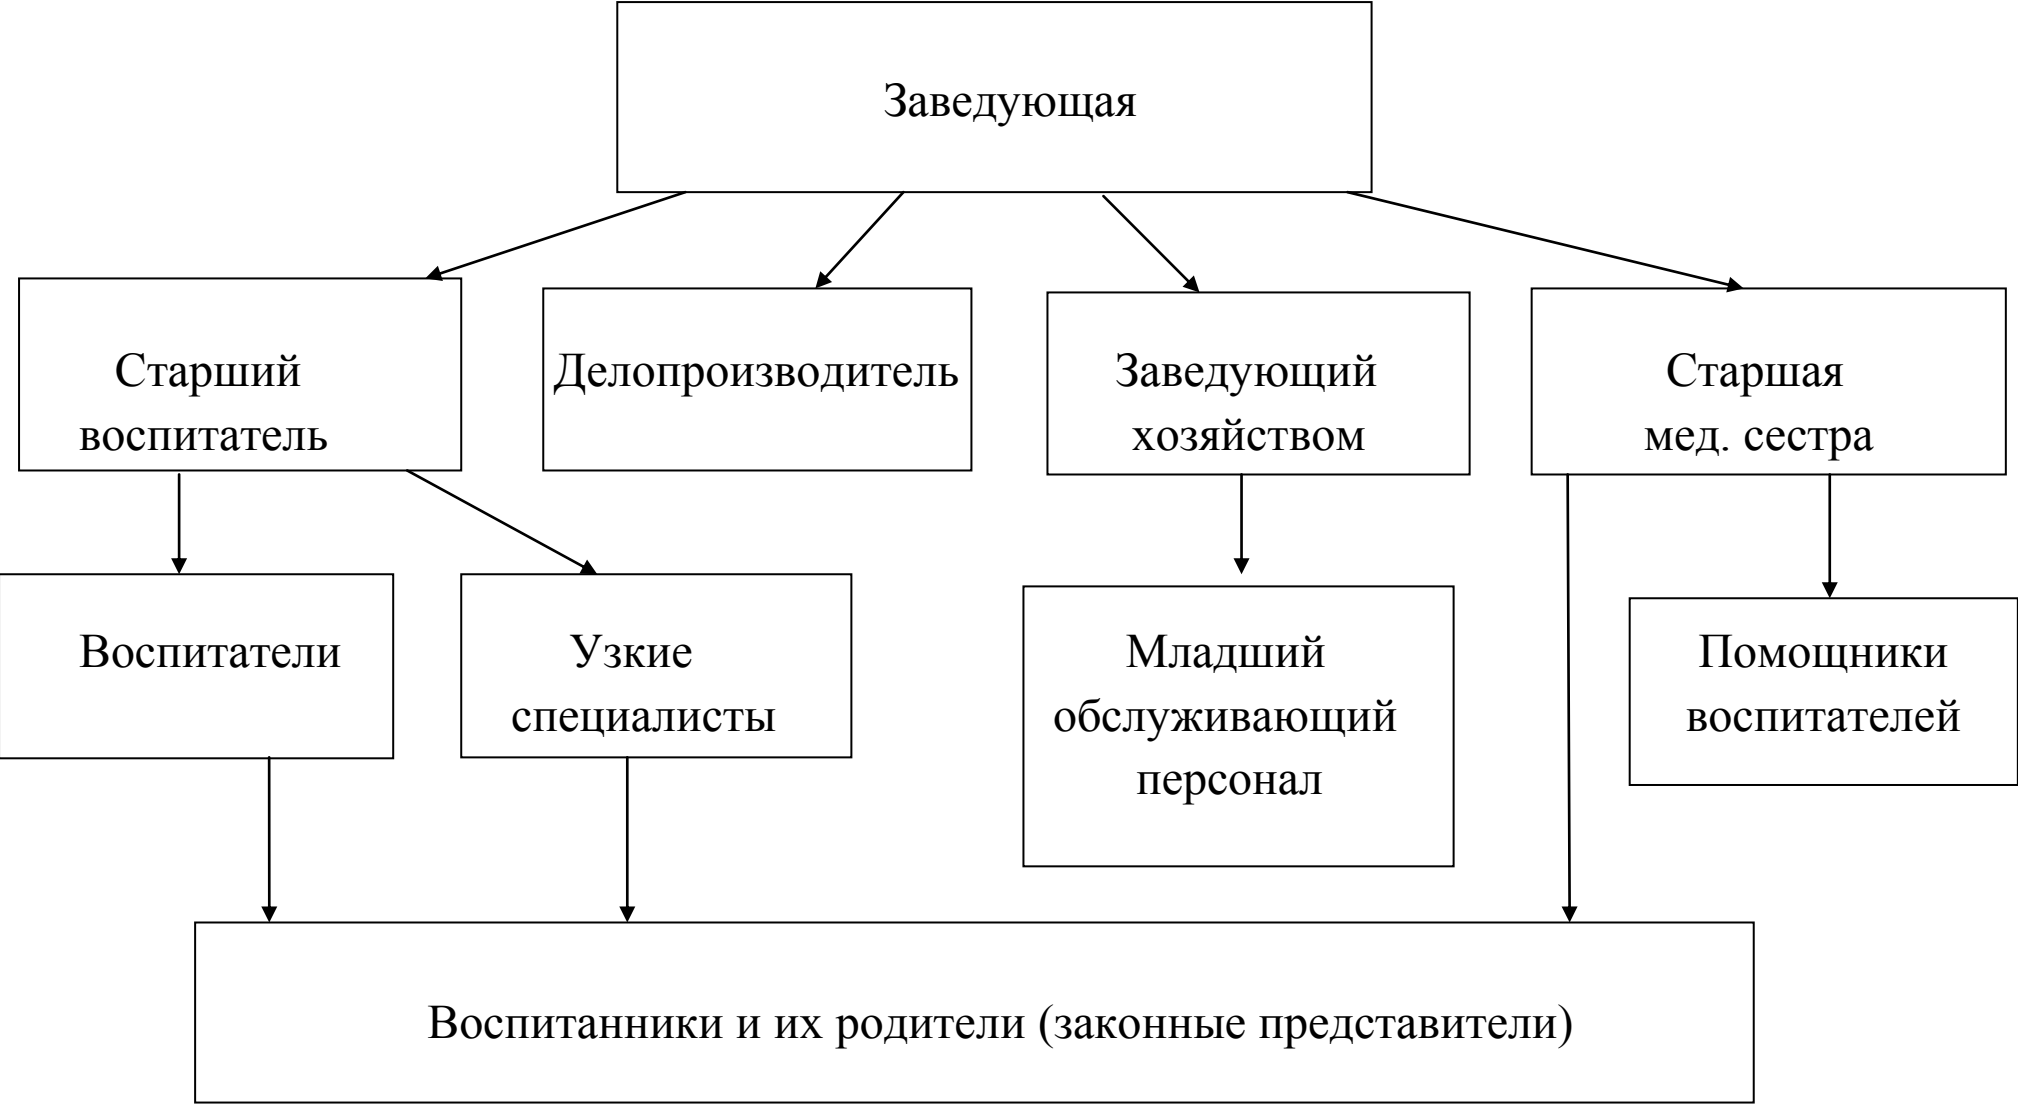 Заведующая
Старший
воспитатель
Делопроизводитель
Заведующий
хозяйством
Старшая
мед. сестра
Воспитатели
Узкие
специалисты
Младший
обслуживающий
персонал
Помощники
воспитателей
Воспитанники и их родители (законные представители)